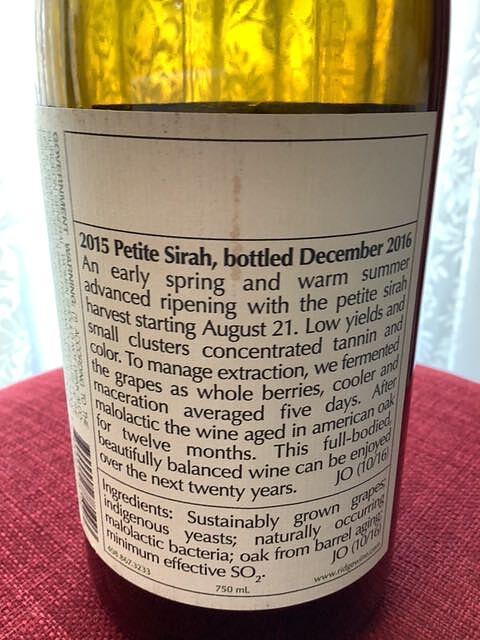 2015 Petite Sirah, bottled December 2016
An early spring and warm summer
advanced ripening with the petite sirah
harvest starting August 21. Low yields and
small clusters concentrated tannin and
color. To manage extraction, we fermented
the grapes as whole berries, cooler and
maceration averaged five days. After
malolactic the wine aged in american oak
for twelve months. This full-bodied,
beautifully balanced wine can be enjoyed
over the next twenty years. JO (10/16)
Ingredients: Sustainably grown grapes;
indigenous yeasts; naturally occurring
malolactic bacteria; oak from barrel aging;
minimum effective SO2. JO (10/16)
408.867.3233
www.ridgewine.com
750 mL
GOVERNMENT WARNING: (1) ACCORDING TO THE